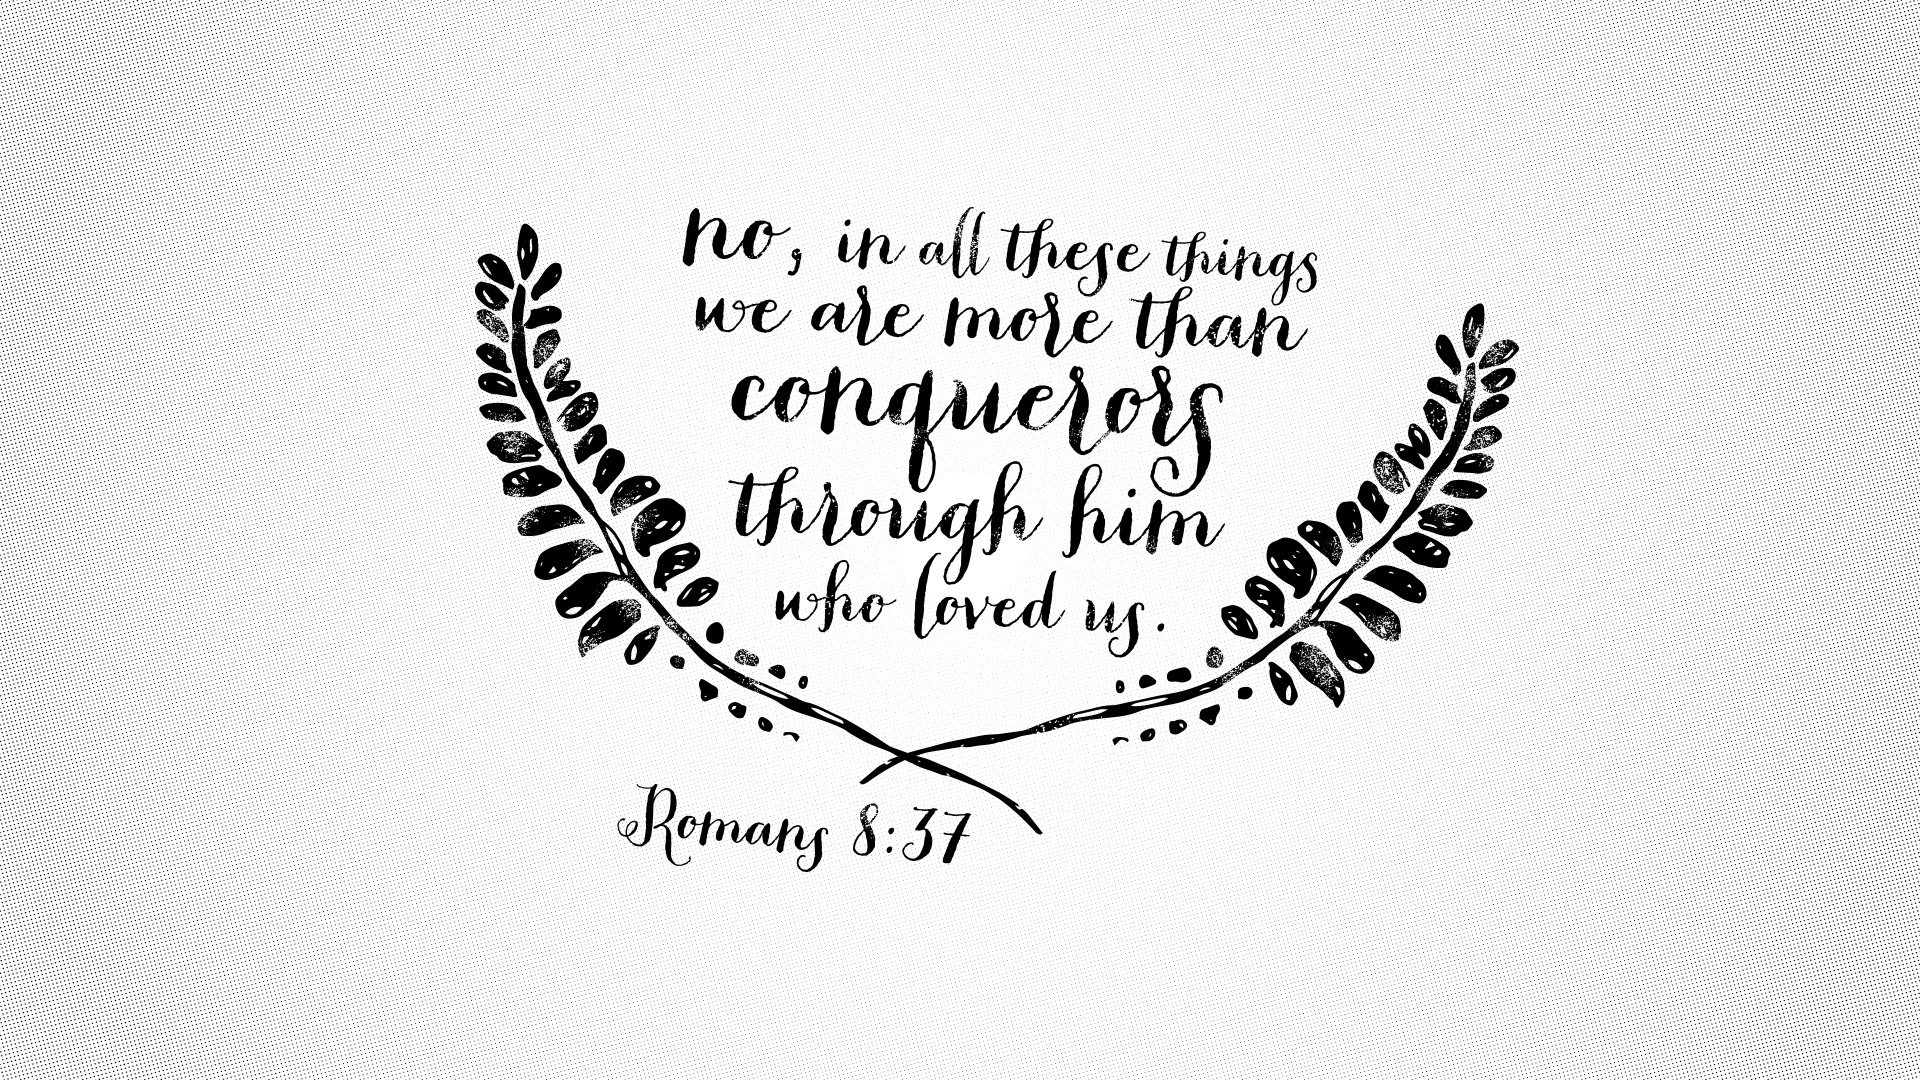 no, in all these things
we are more than
conquerors
through him
who loved us.
Romans 8:37